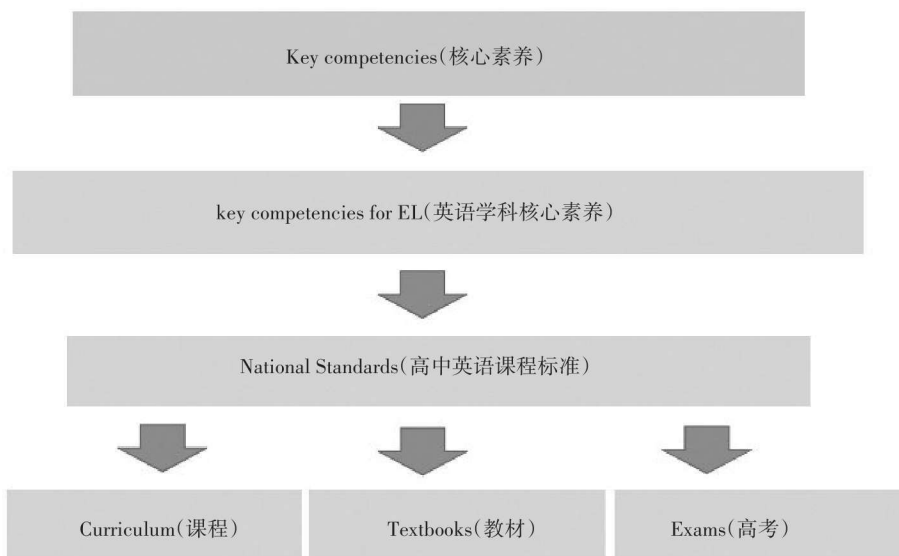 Key competencies(核心素养)
key competencies for EL(英语学科核心素养)
National Standards(高中英语课程标准)
Curriculum(课程)
Textbooks(教材)
Exams(高考)